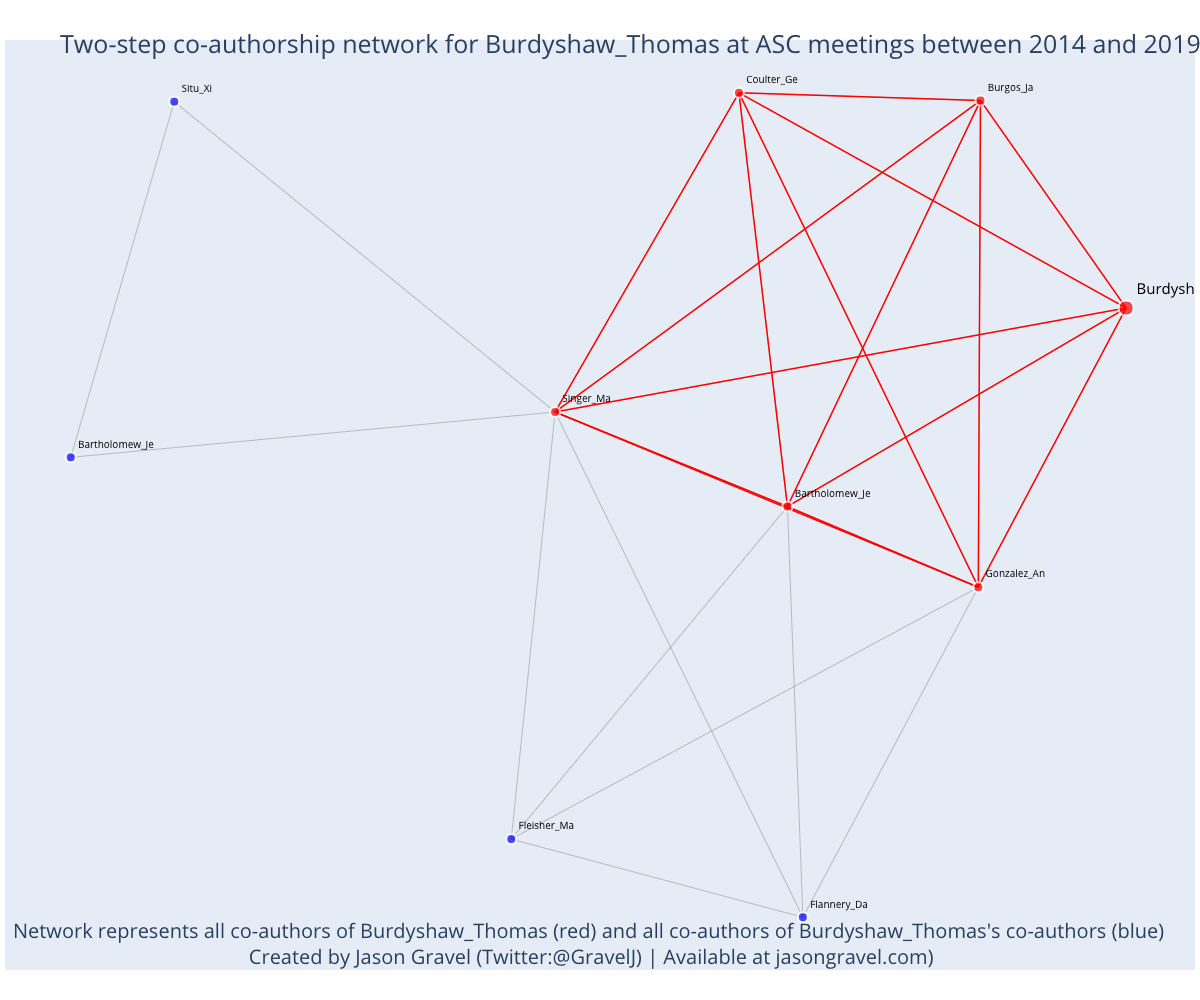 Two-step co-authorship network for Burdyshaw_Thomas at ASC meetings between 2014 and 2019
Coulter_Ge
Burgos_Ja
Situ_Xi
Burdysh
Singer_Ma
Bartholomew_Je
Bartholomew_Je
Gonzalez_An
Fleisher_Ma
Flannery_Da
Network represents all co-authors of Burdyshaw_Thomas (red) and all co-authors of Burdyshaw_Thomas's co-authors (blue)
Created by Jason Gravel (Twitter:@GravelJ) | Available at jasongravel.com)